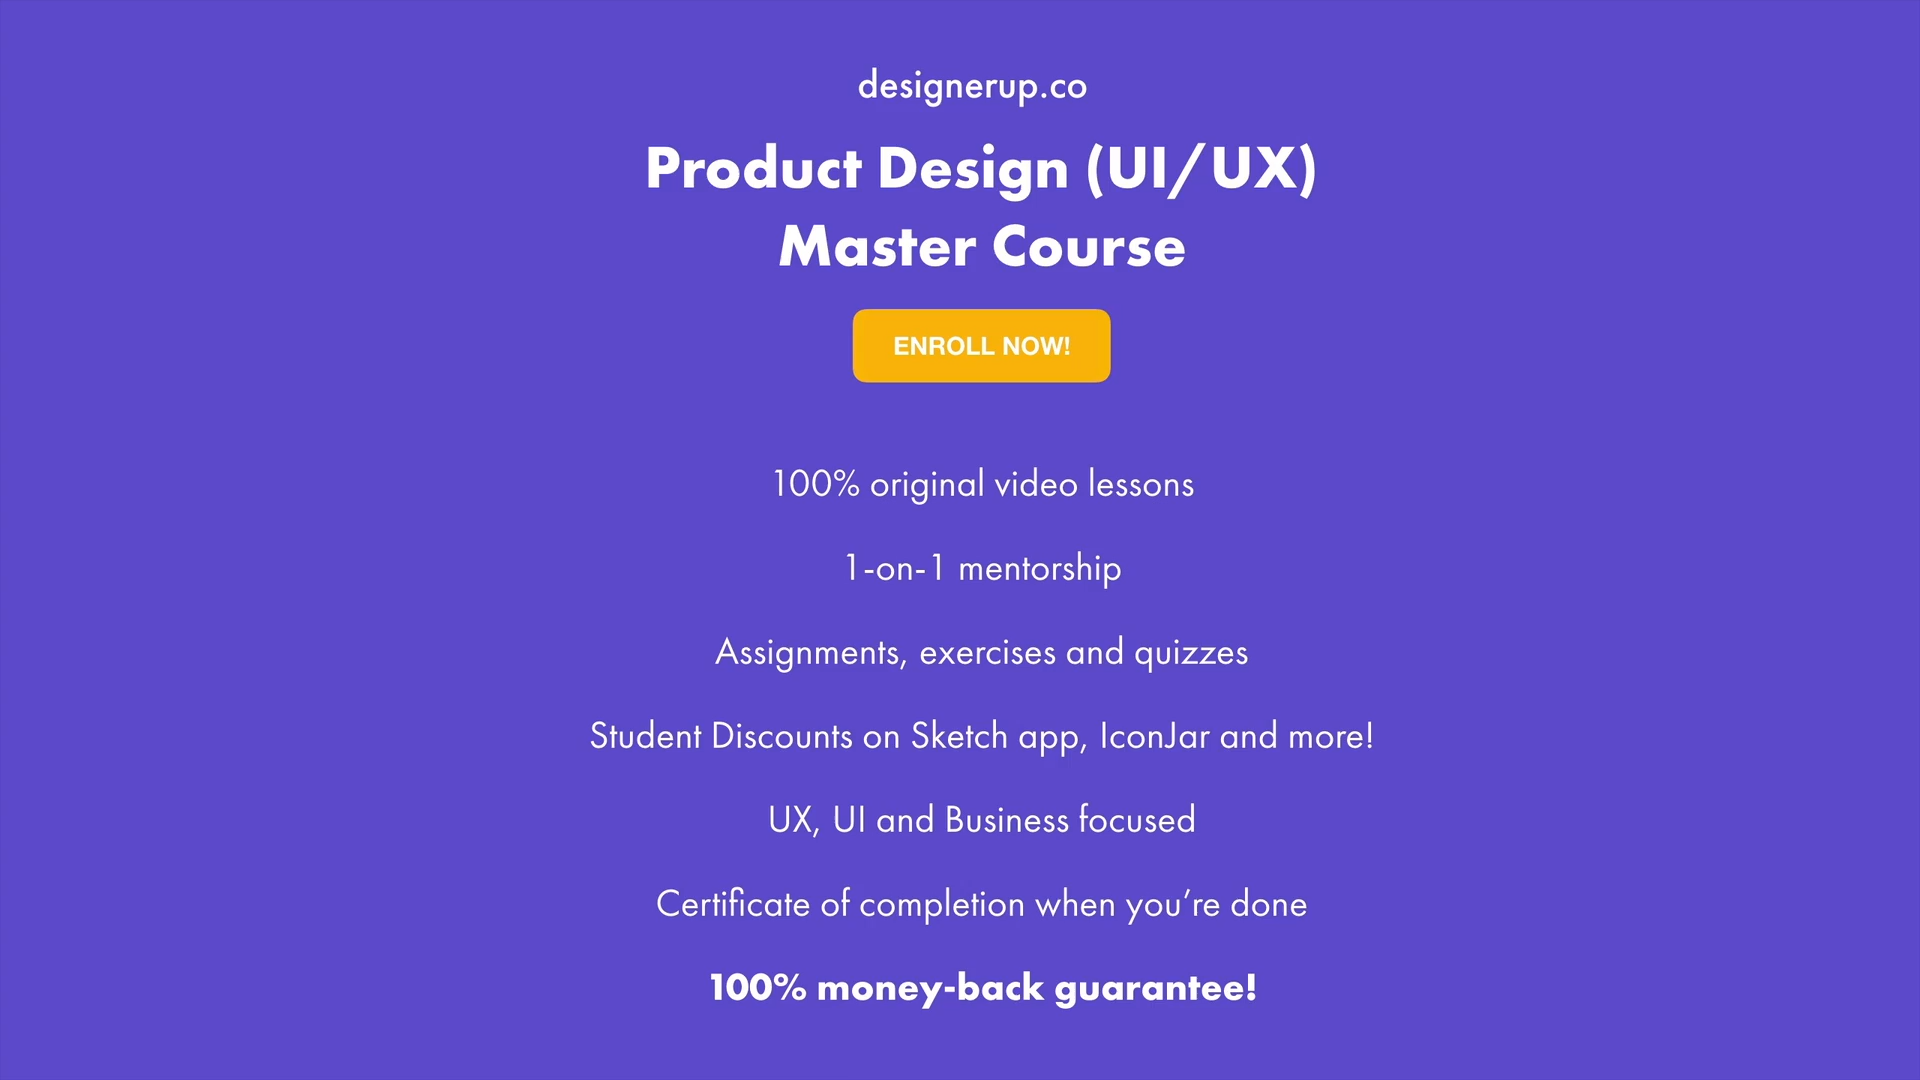 designerup.co
Product Design (UI/UX)
Master Course
ENROLL NOW!
100% original video lessons
1-on-1 mentorship
Assignments, exercises and quizzes
Student Discounts on Sketch app, IconJar and more!
UX, UI and Business focused
Certificate of completion when you’re done
100% money-back guarantee!